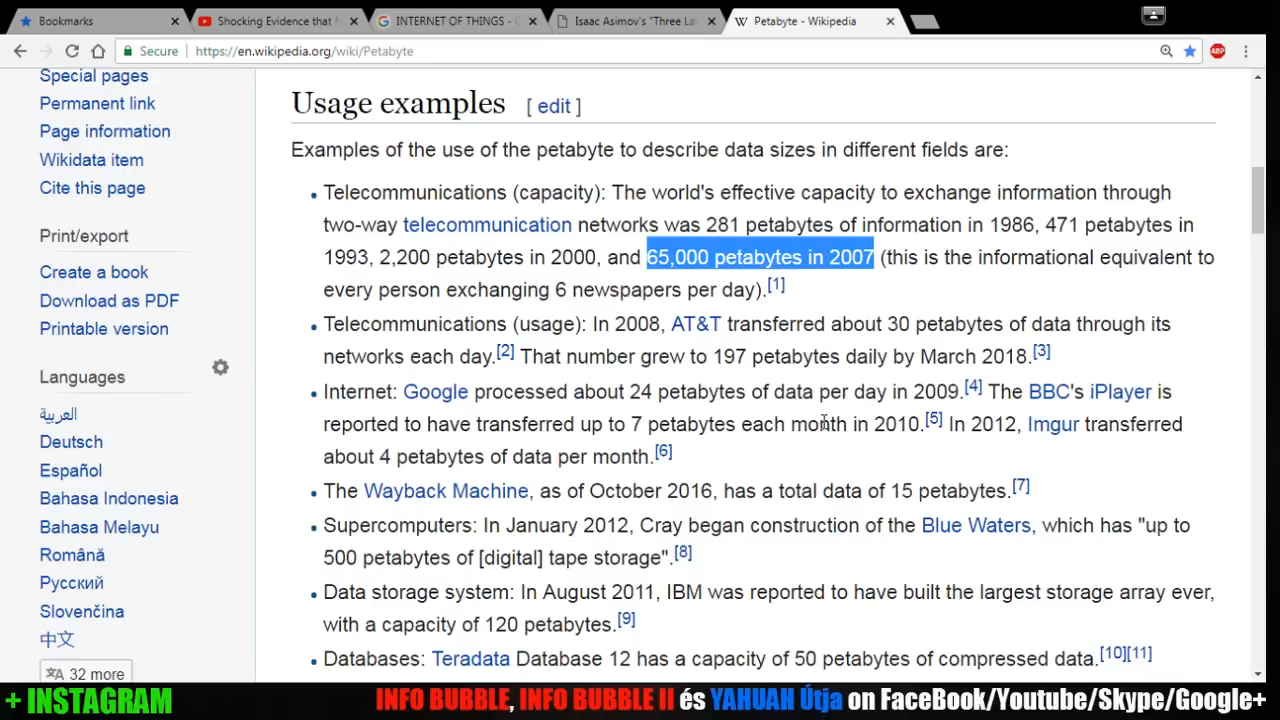 Bookmarks
Shocking Evidence that
INTERNET OF THINGS -
Isaac Asimov's "Three La
W Petabyte - Wikipedia
Secure https://en.wikipedia.org/wiki/Petabyte
ABP
Special pages
Permanent link
Page information
Wikidata item
Cite this page
Print/export
Create a book
Download as PDF
Printable version
Languages
العربية
Deutsch
Español
Bahasa Indonesia
Bahasa Melayu
Română
Русский
Slovenčina
中文
32 more
Usage examples [ edit ]
Examples of the use of the petabyte to describe data sizes in different fields are:
• Telecommunications (capacity): The world's effective capacity to exchange information through
two-way telecommunication networks was 281 petabytes of information in 1986, 471 petabytes in
1993, 2,200 petabytes in 2000, and 65,000 petabytes in 2007 (this is the informational equivalent to
every person exchanging 6 newspapers per day).[1]
• Telecommunications (usage): In 2008, AT&T transferred about 30 petabytes of data through its
networks each day.[2] That number grew to 197 petabytes daily by March 2018.[3]
• Internet: Google processed about 24 petabytes of data per day in 2009.[4] The BBC's iPlayer is
reported to have transferred up to 7 petabytes each month in 2010.[5] In 2012, Imgur transferred
about 4 petabytes of data per month.[6]
• The Wayback Machine, as of October 2016, has a total data of 15 petabytes.[7]
• Supercomputers: In January 2012, Cray began construction of the Blue Waters, which has "up to
500 petabytes of [digital] tape storage".[8]
• Data storage system: In August 2011, IBM was reported to have built the largest storage array ever,
with a capacity of 120 petabytes.[9]
• Databases: Teradata Database 12 has a capacity of 50 petabytes of compressed data.[10][11]
+ INSTAGRAM INFO BUBBLE, INFO BUBBLE II és YAHUAH Útja on FaceBook/Youtube/Skype/Google+